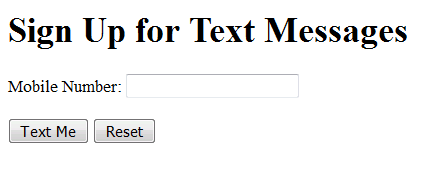 Sign Up for Text Messages
Mobile Number:
Text Me Reset